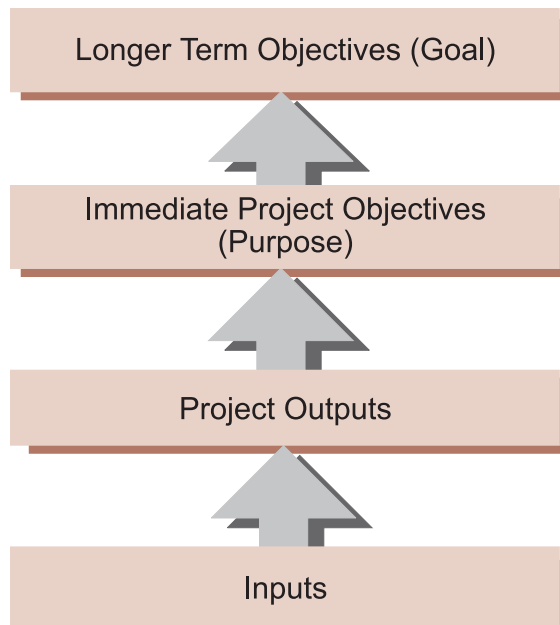 Longer Term Objectives (Goal)
Immediate Project Objectives
(Purpose)
Project Outputs
Inputs